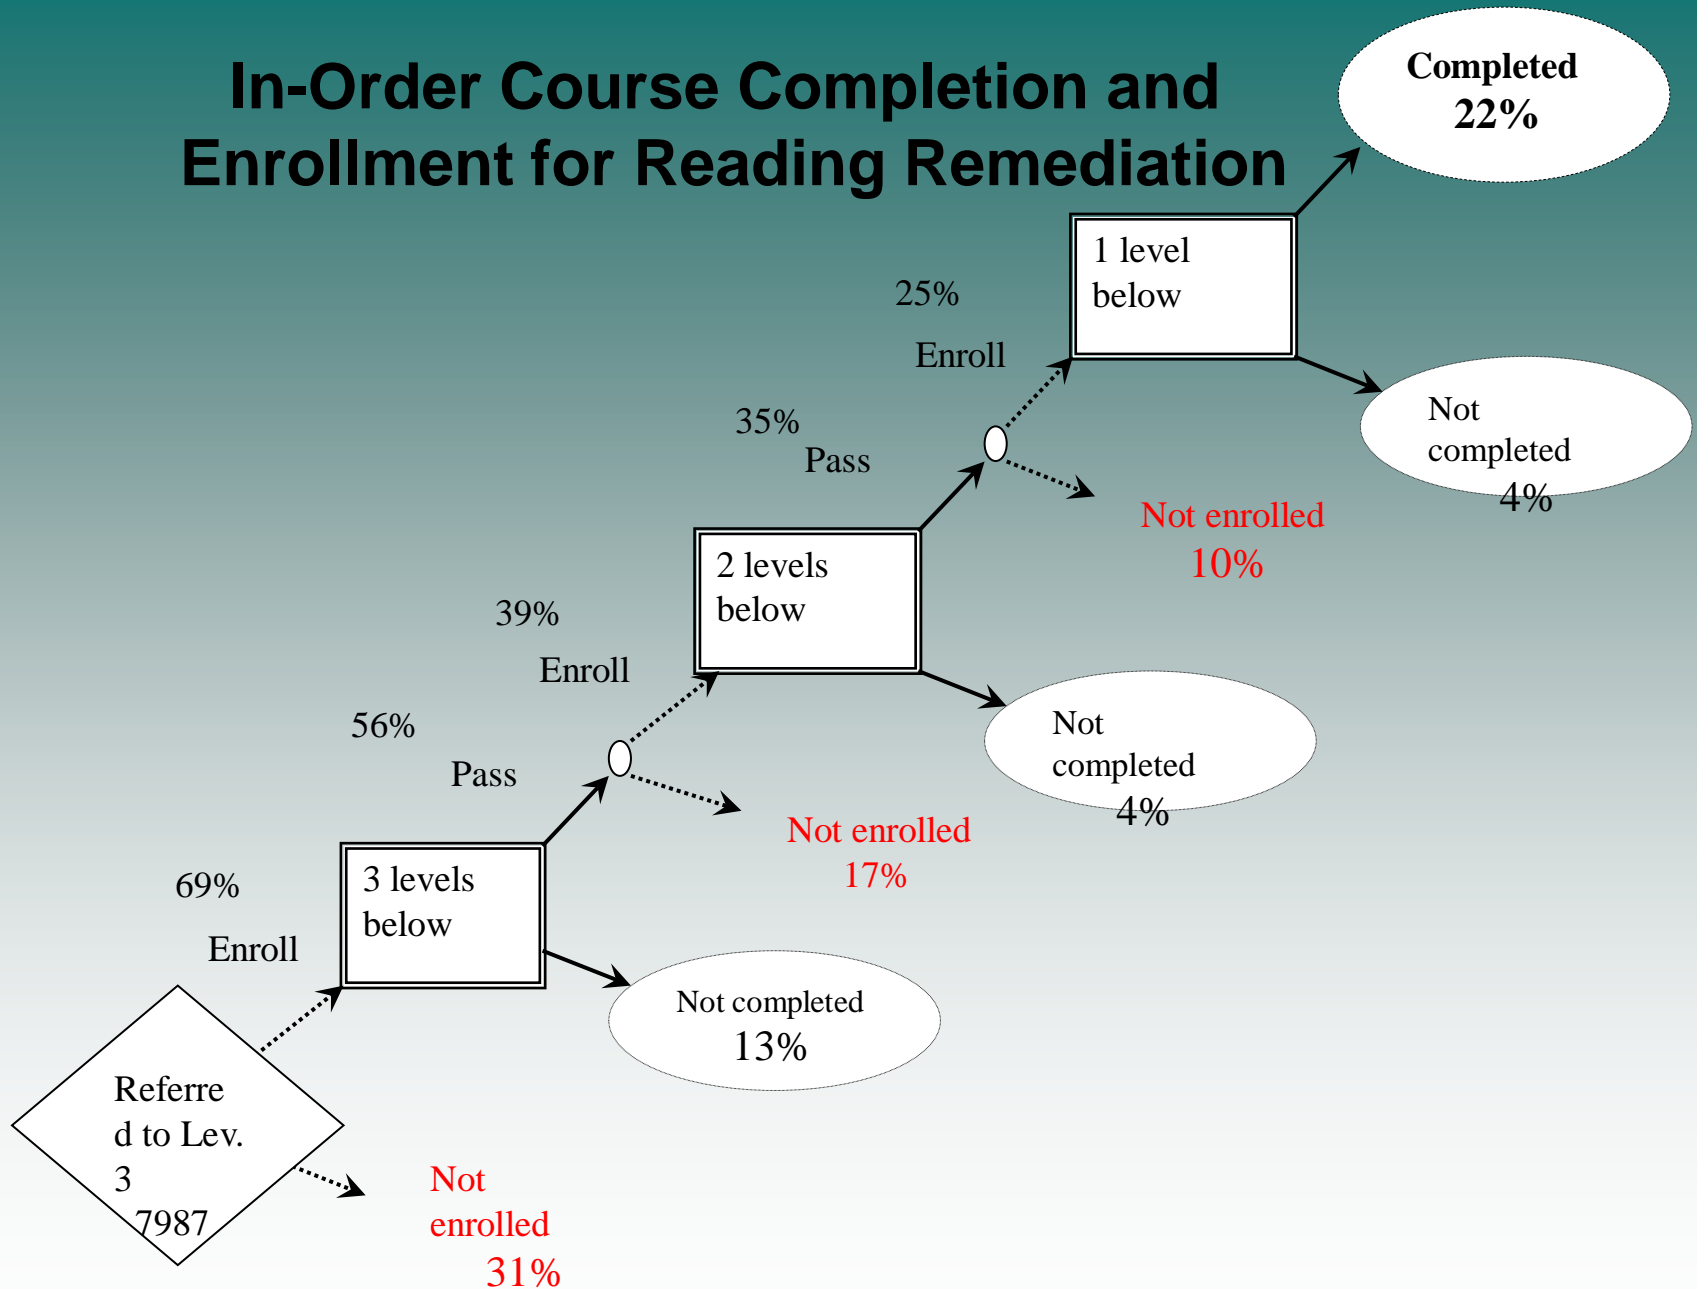 In-Order Course Completion and
Enrollment for Reading Remediation
Completed
22%
1 level
below
25%
Enroll
Not
completed
4%
35%
Pass
Not enrolled
10%
2 levels
below
39%
Enroll
Not
completed
4%
56%
Pass
Not enrolled
17%
3 levels
below
69%
Enroll
Not completed
13%
Referre
d to Lev.
3
7987
Not
enrolled
31%